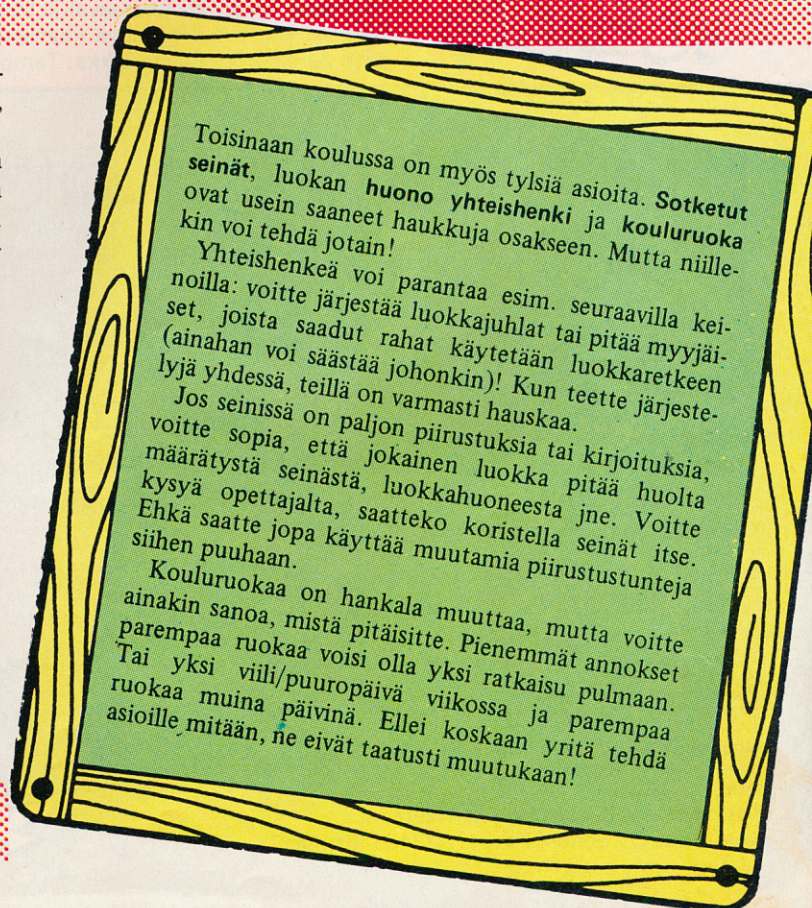 Toisinaan koulussa on myös tylsiä asioita. Sotketut
seinät, luokan huono yhteishenki ja kouluruoka
ovat usein saaneet haukkuja osakseen. Mutta niille-
kin voi tehdä jotain!
Yhteishenkeä voi parantaa esim. seuraavilla kei-
noilla: voitte järjestää luokkajuhlat tai pitää myyjäi-
set, joista saadut rahat käytetään luokkaretkeen
(ainahan voi säästää johonkin)! Kun teette järjeste-
lyjä yhdessä, teillä on varmasti hauskaa.
Jos seinissä on paljon piirustuksia tai kirjoituksia,
voitte sopia, että jokainen luokka pitää huolta
määrätystä seinästä, luokkahuoneesta jne. Voitte
kysyä opettajalta, saatteko koristella seinät itse.
Ehkä saatte jopa käyttää muutamia piirustustunteja
siihen puuhaan.
Kouluruokaa on hankala muuttaa, mutta voitte
ainakin sanoa, mistä pitäisitte. Pienemmät annokset
parempaa ruokaa voisi olla yksi ratkaisu pulmaan.
Tai yksi viili/puuropäivä viikossa ja parempaa
ruokaa muina päivinä. Ellei koskaan yritä tehdä
asioille mitään, ne eivät taatusti muutukaan!